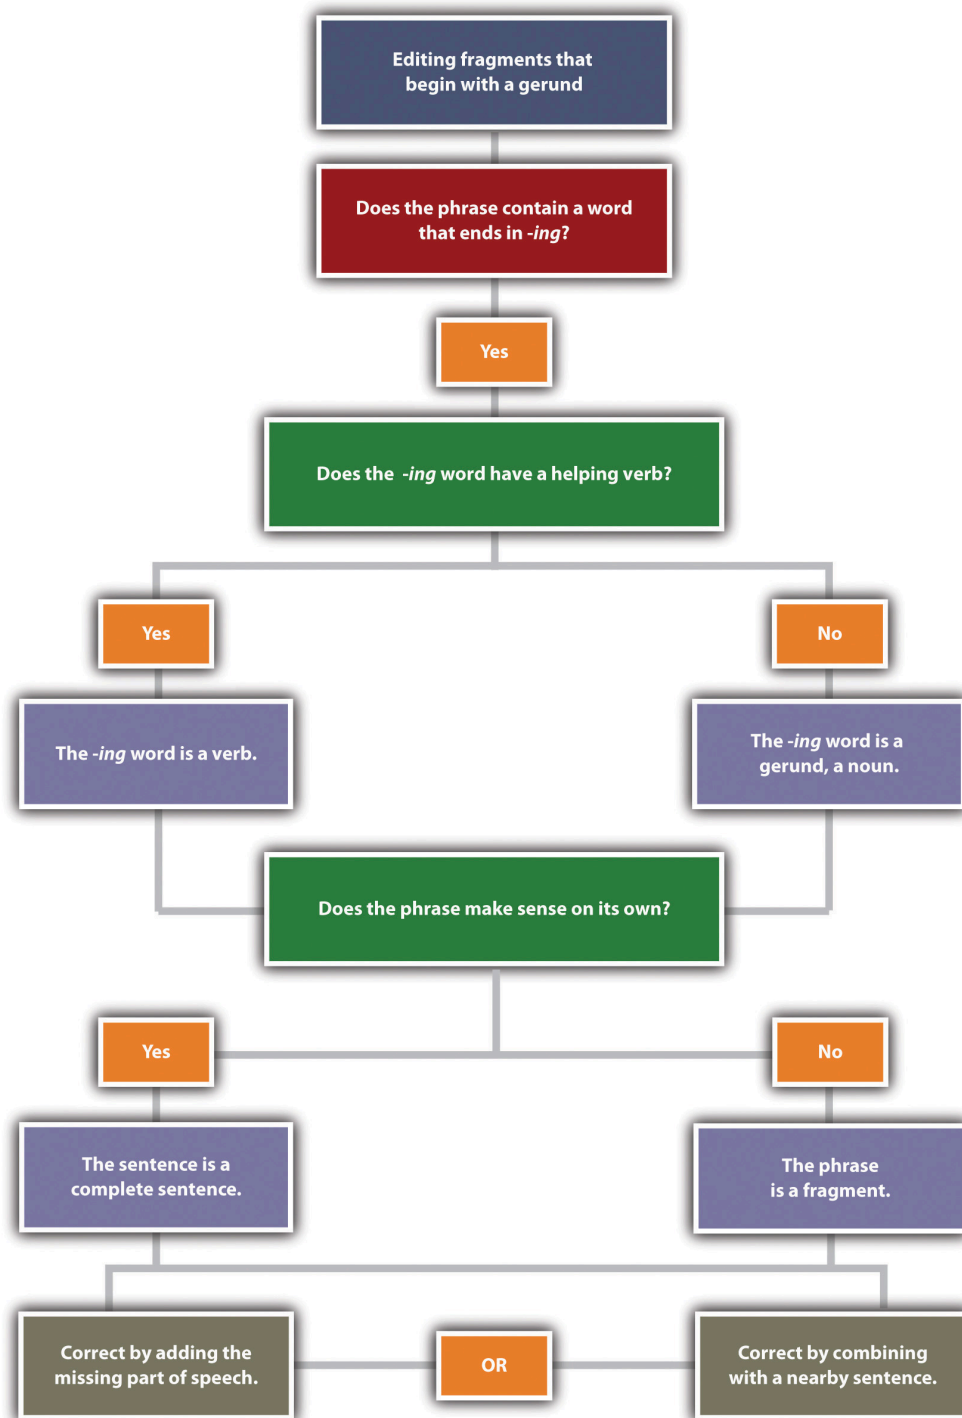 Editing fragments that
begin with a gerund
Does the phrase contain a word
that ends in -ing?
Yes
Does the -ing word have a helping verb?
Yes
No
The -ing word is a verb.
The -ing word is a
gerund, a noun.
Does the phrase make sense on its own?
Yes
No
The sentence is a
complete sentence.
The phrase
is a fragment.
Correct by adding the
missing part of speech.
OR
Correct by combining
with a nearby sentence.